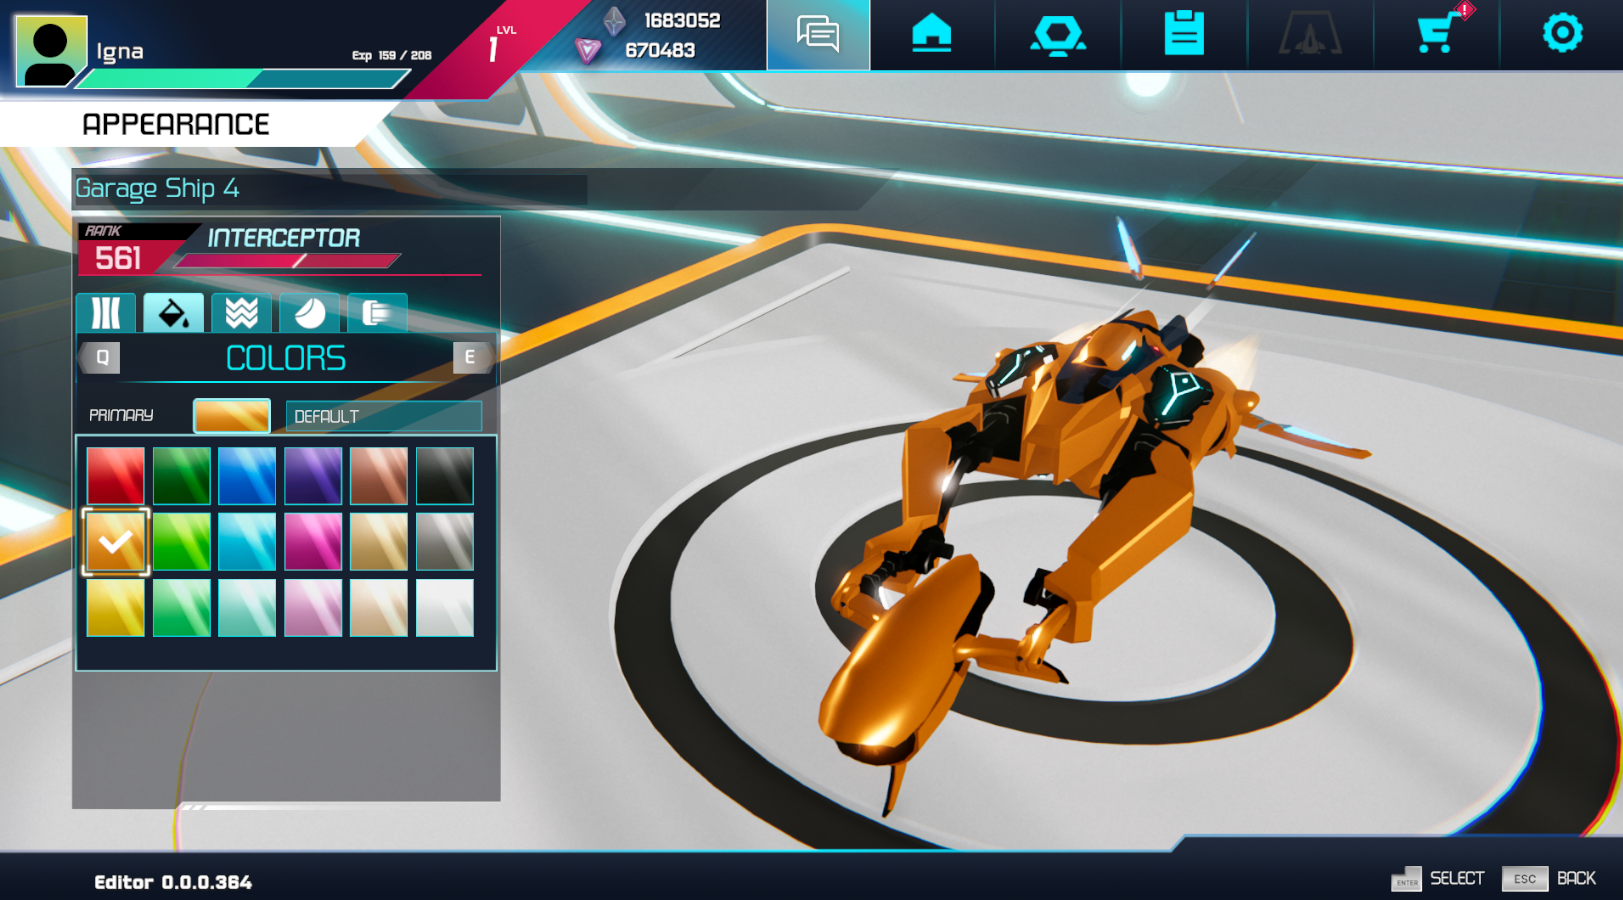 Igna
Exp 159 / 208
LVL
1
1683052
670483
!
APPEARANCE
Garage Ship 4
RANK
561
INTERCEPTOR
Q
COLORS
E
PRIMARY
DEFAULT
Editor 0.0.0.364
ENTER
SELECT
ESC
BACK